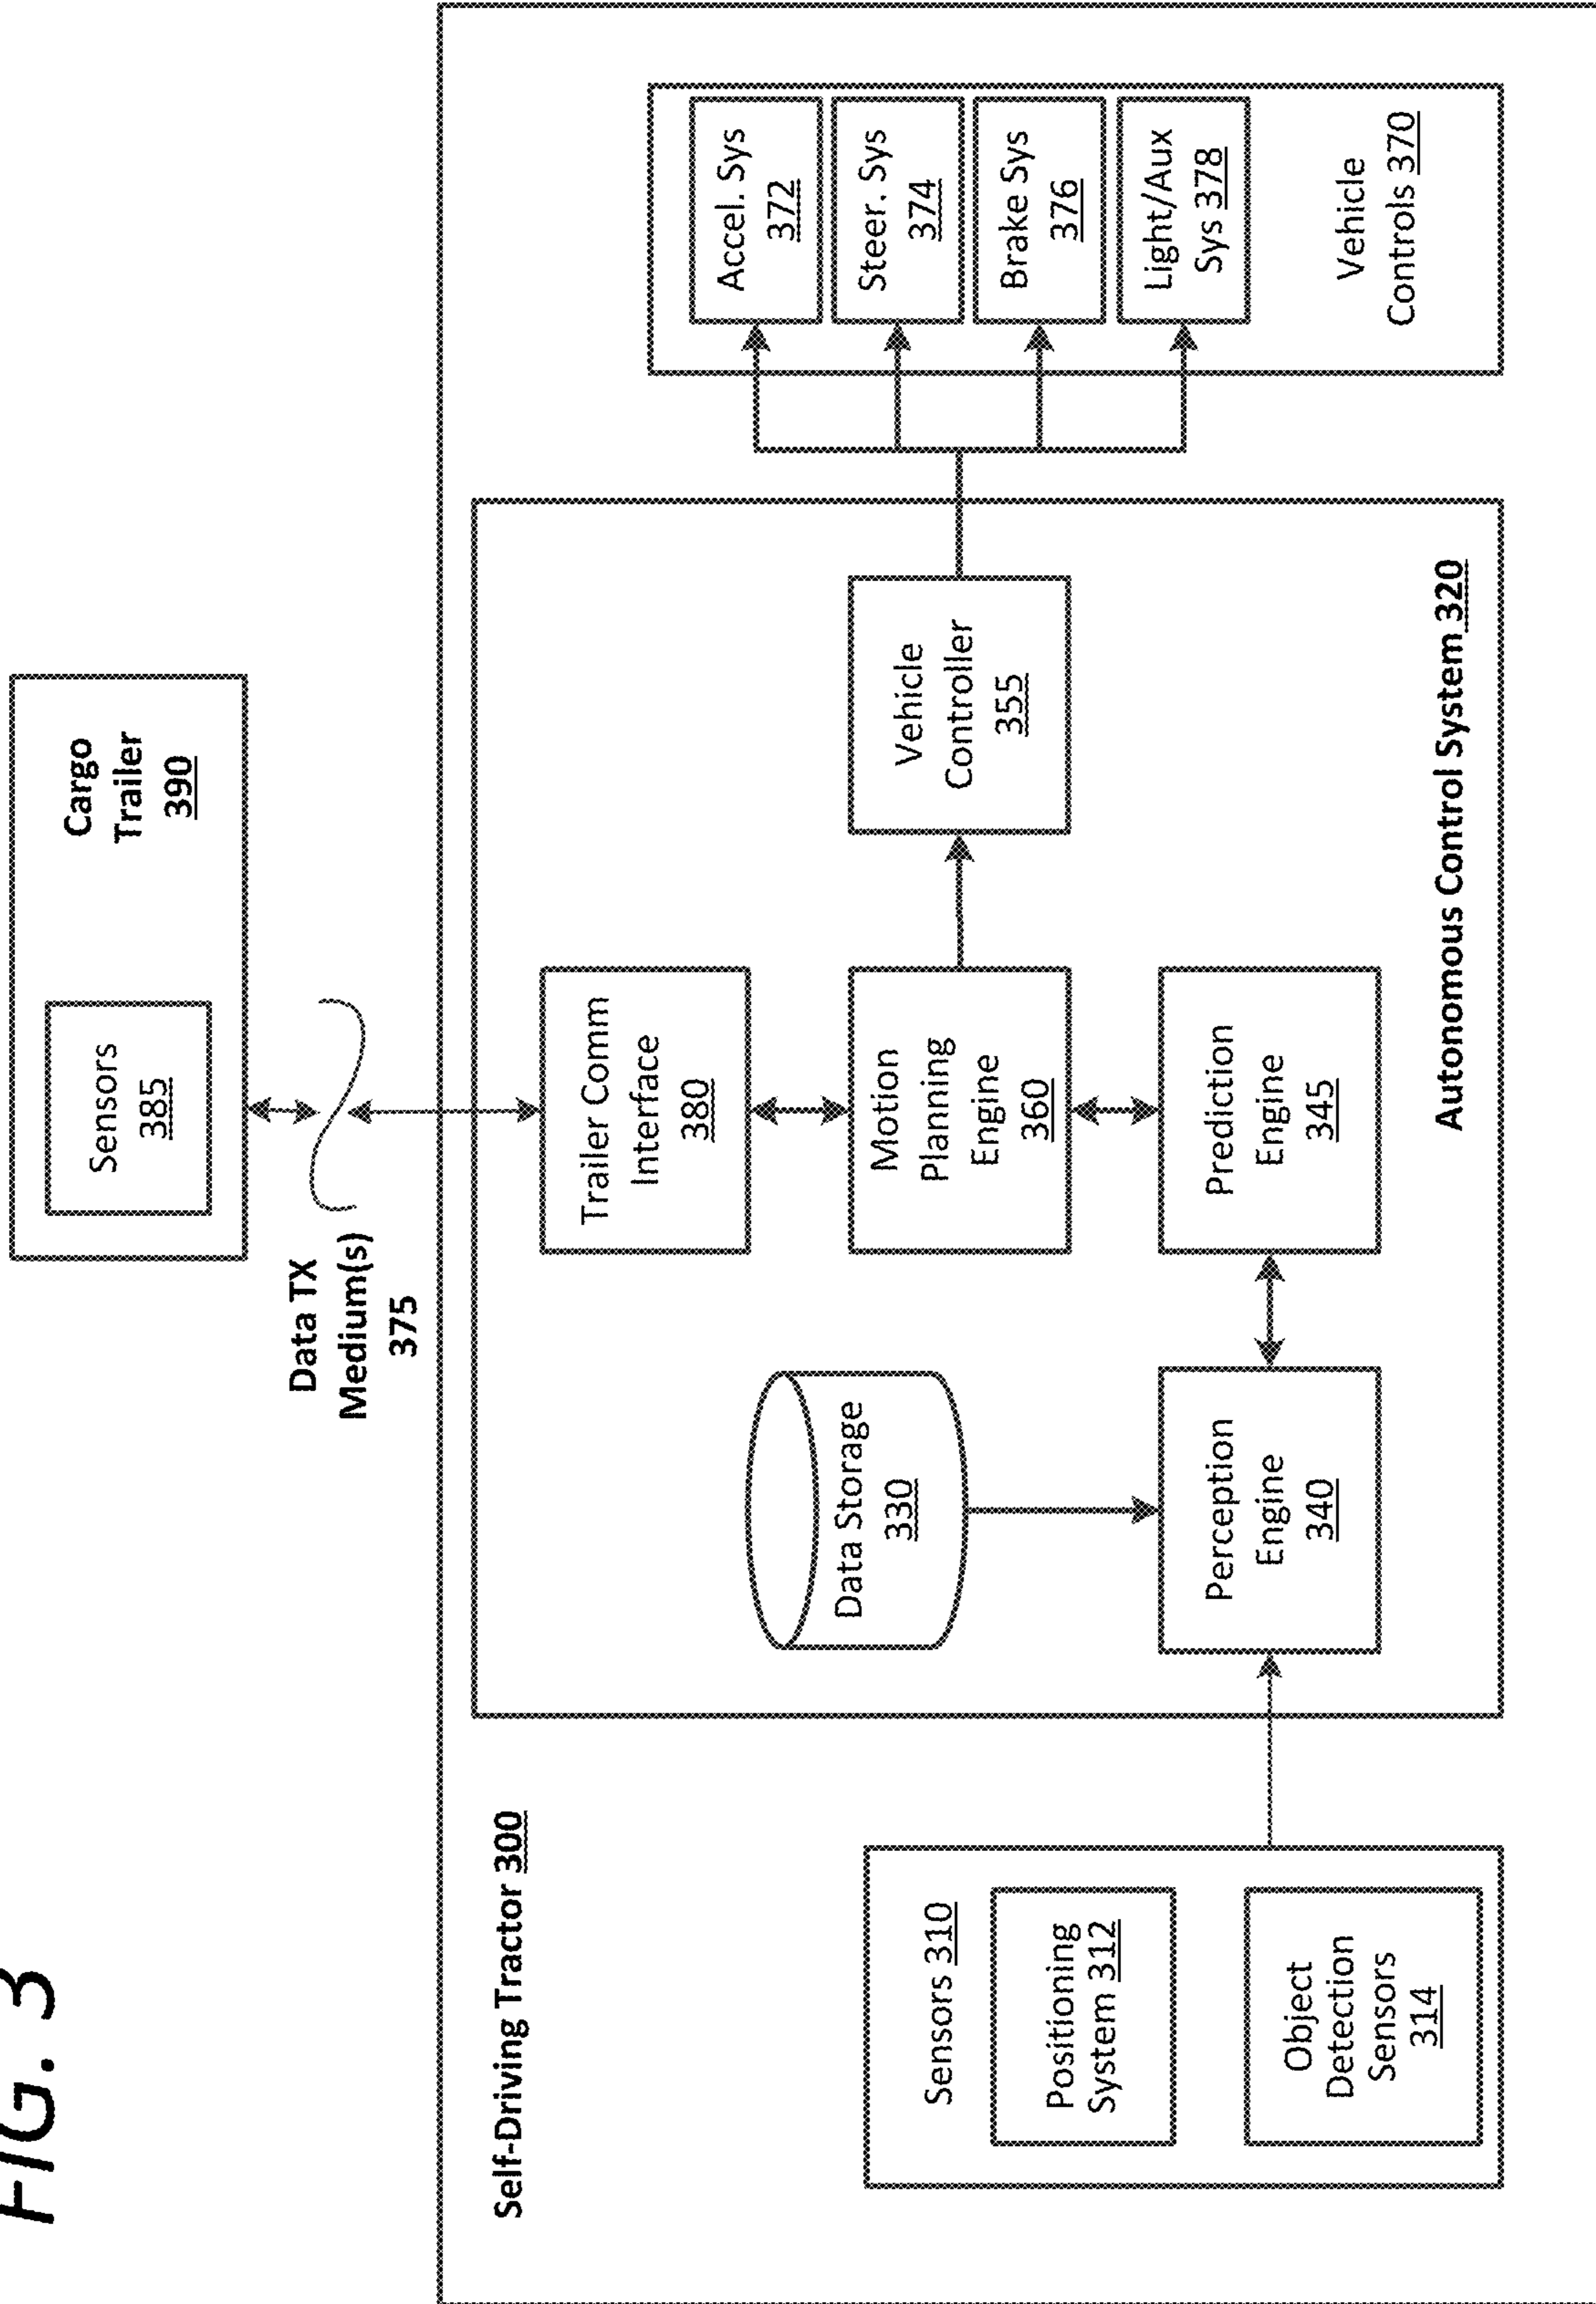 FIG. 3
Cargo
Trailer
390
Sensors
385
Data TX
Medium(s)
375
Self-Driving Tractor 300
Sensors 310
Positioning
System 312
Object
Detection
Sensors
314
Data Storage
330
Perception
Engine
340
Trailer Comm
Interface
380
Motion
Planning
Engine
360
Prediction
Engine
345
Vehicle
Controller
355
Autonomous Control System 320
Accel. Sys
372
Steer. Sys
374
Brake Sys
376
Light/Aux
Sys 378
Vehicle
Controls 370